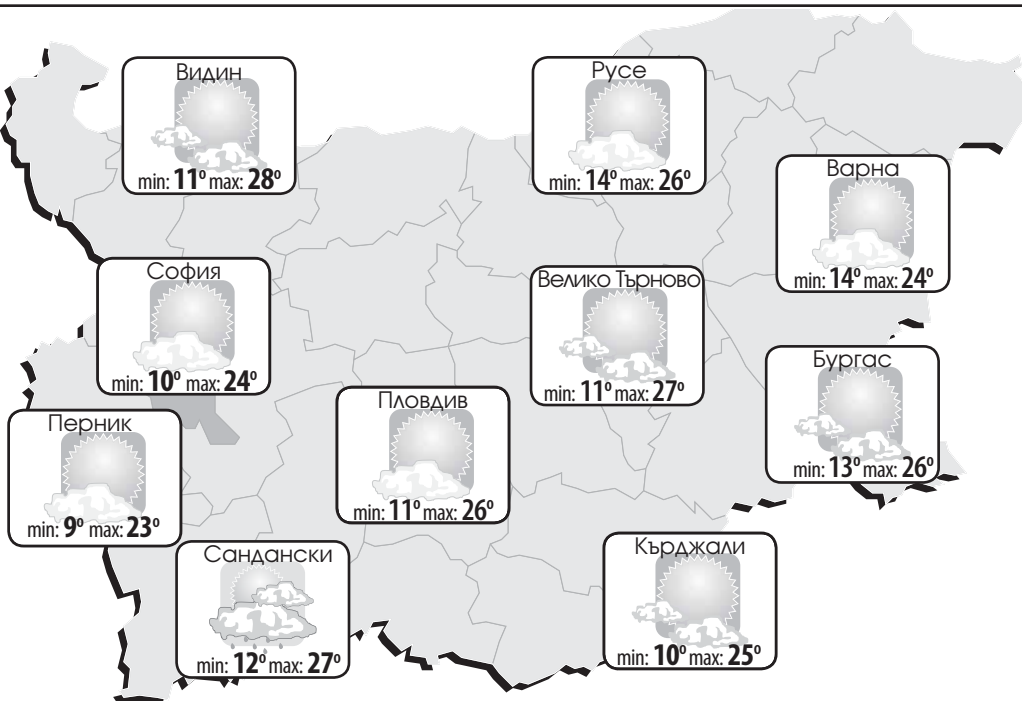 Видин
min: 11° max: 28°
Русе
min: 14° max: 26°
Варна
min: 14° max: 24°
София
min: 10° max: 24°
Велико Търново
min: 11° max: 27°
Бургас
min: 13° max: 26°
Пловдив
min: 11° max: 26°
Перник
min: 9° max: 23°
Сандански
min: 12° max: 27°
Кърджали
min: 10° max: 25°